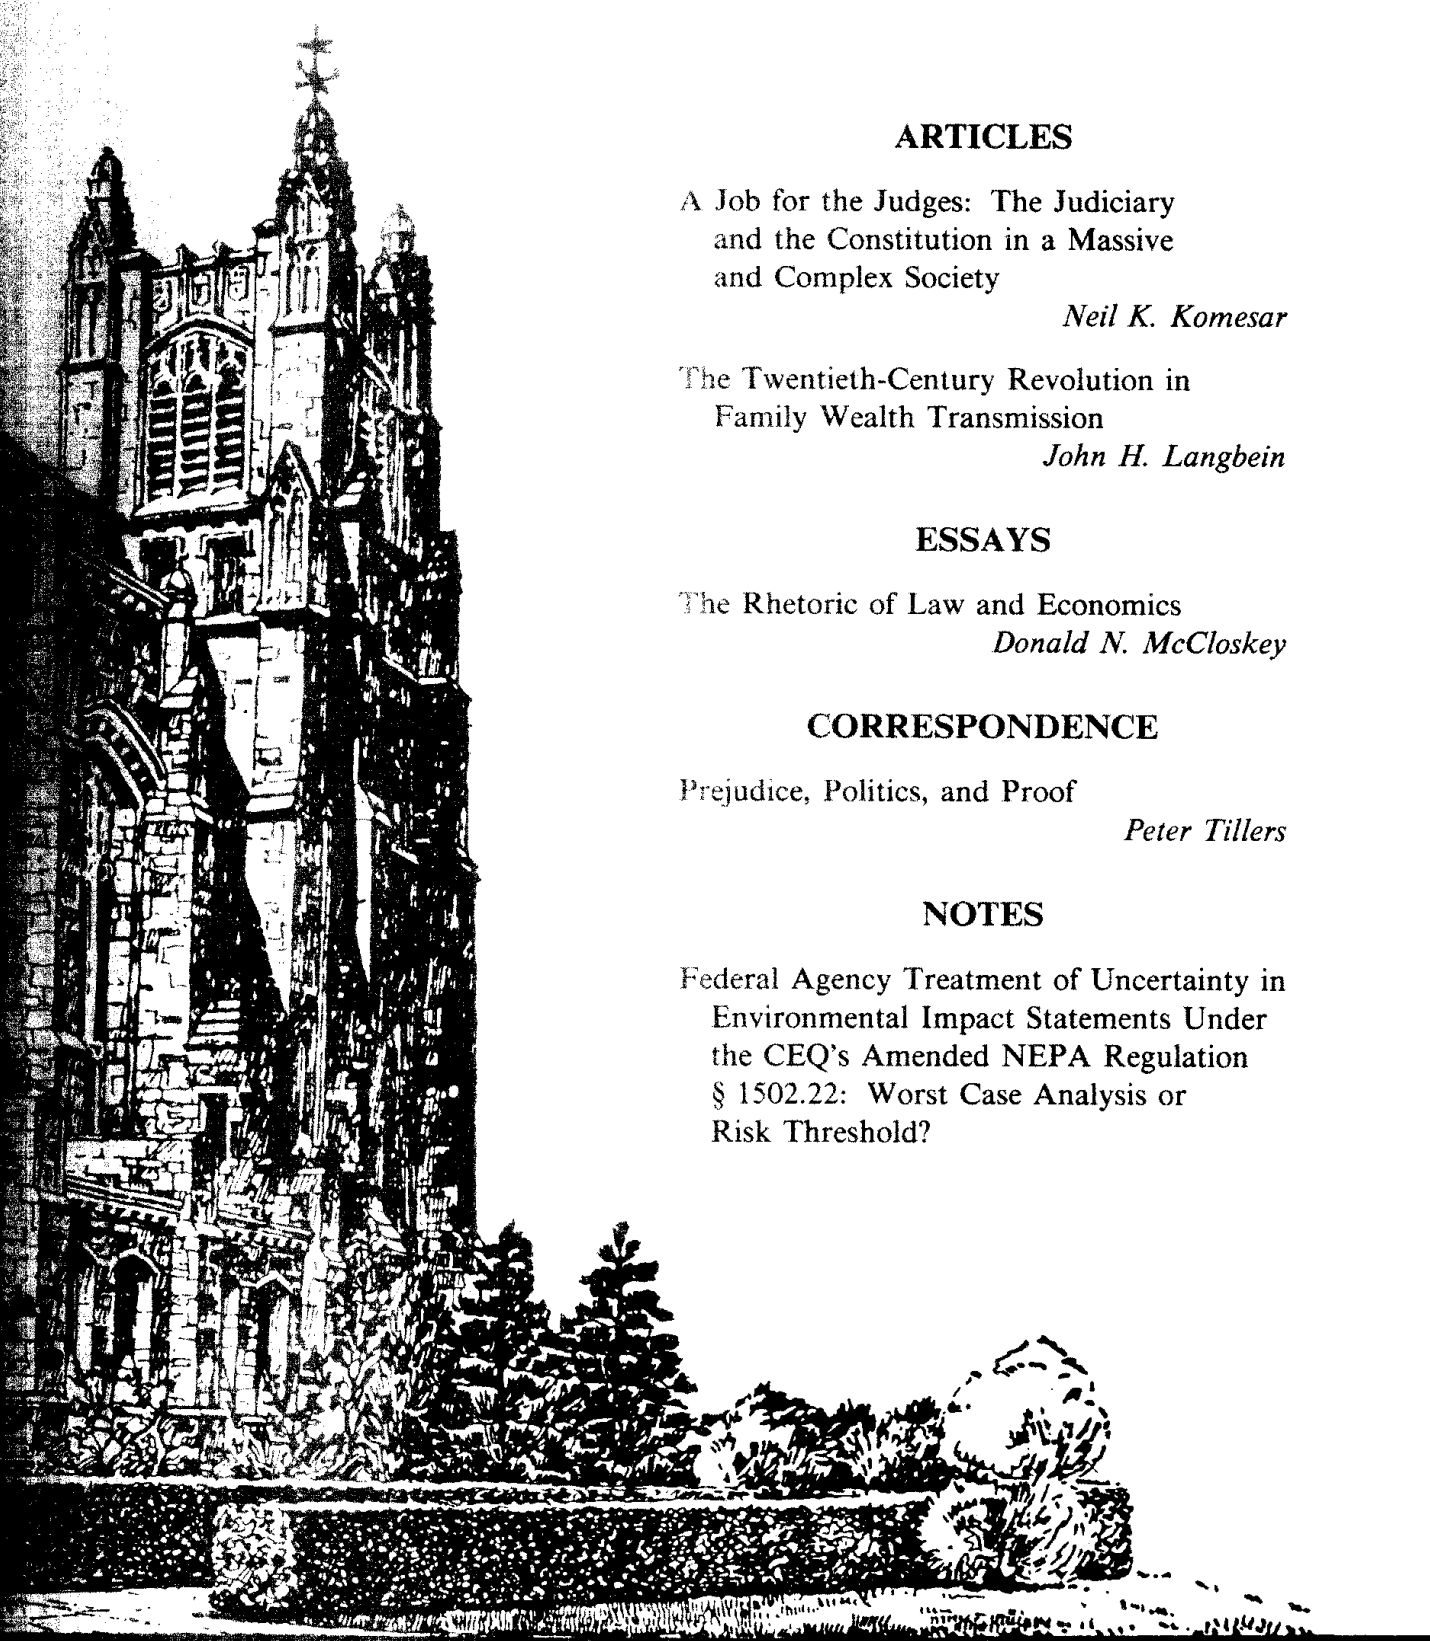 ARTICLES
A Job for the Judges: The Judiciary
and the Constitution in a Massive
and Complex Society
Neil K. Komesar
The Twentieth-Century Revolution in
Family Wealth Transmission
John H. Langbein
ESSAYS
The Rhetoric of Law and Economics
Donald N. McCloskey
CORRESPONDENCE
Prejudice, Politics, and Proof
Peter Tillers
NOTES
Federal Agency Treatment of Uncertainty in
Environmental Impact Statements Under
the CEQ's Amended NEPA Regulation
§ 1502.22: Worst Case Analysis or
Risk Threshold?